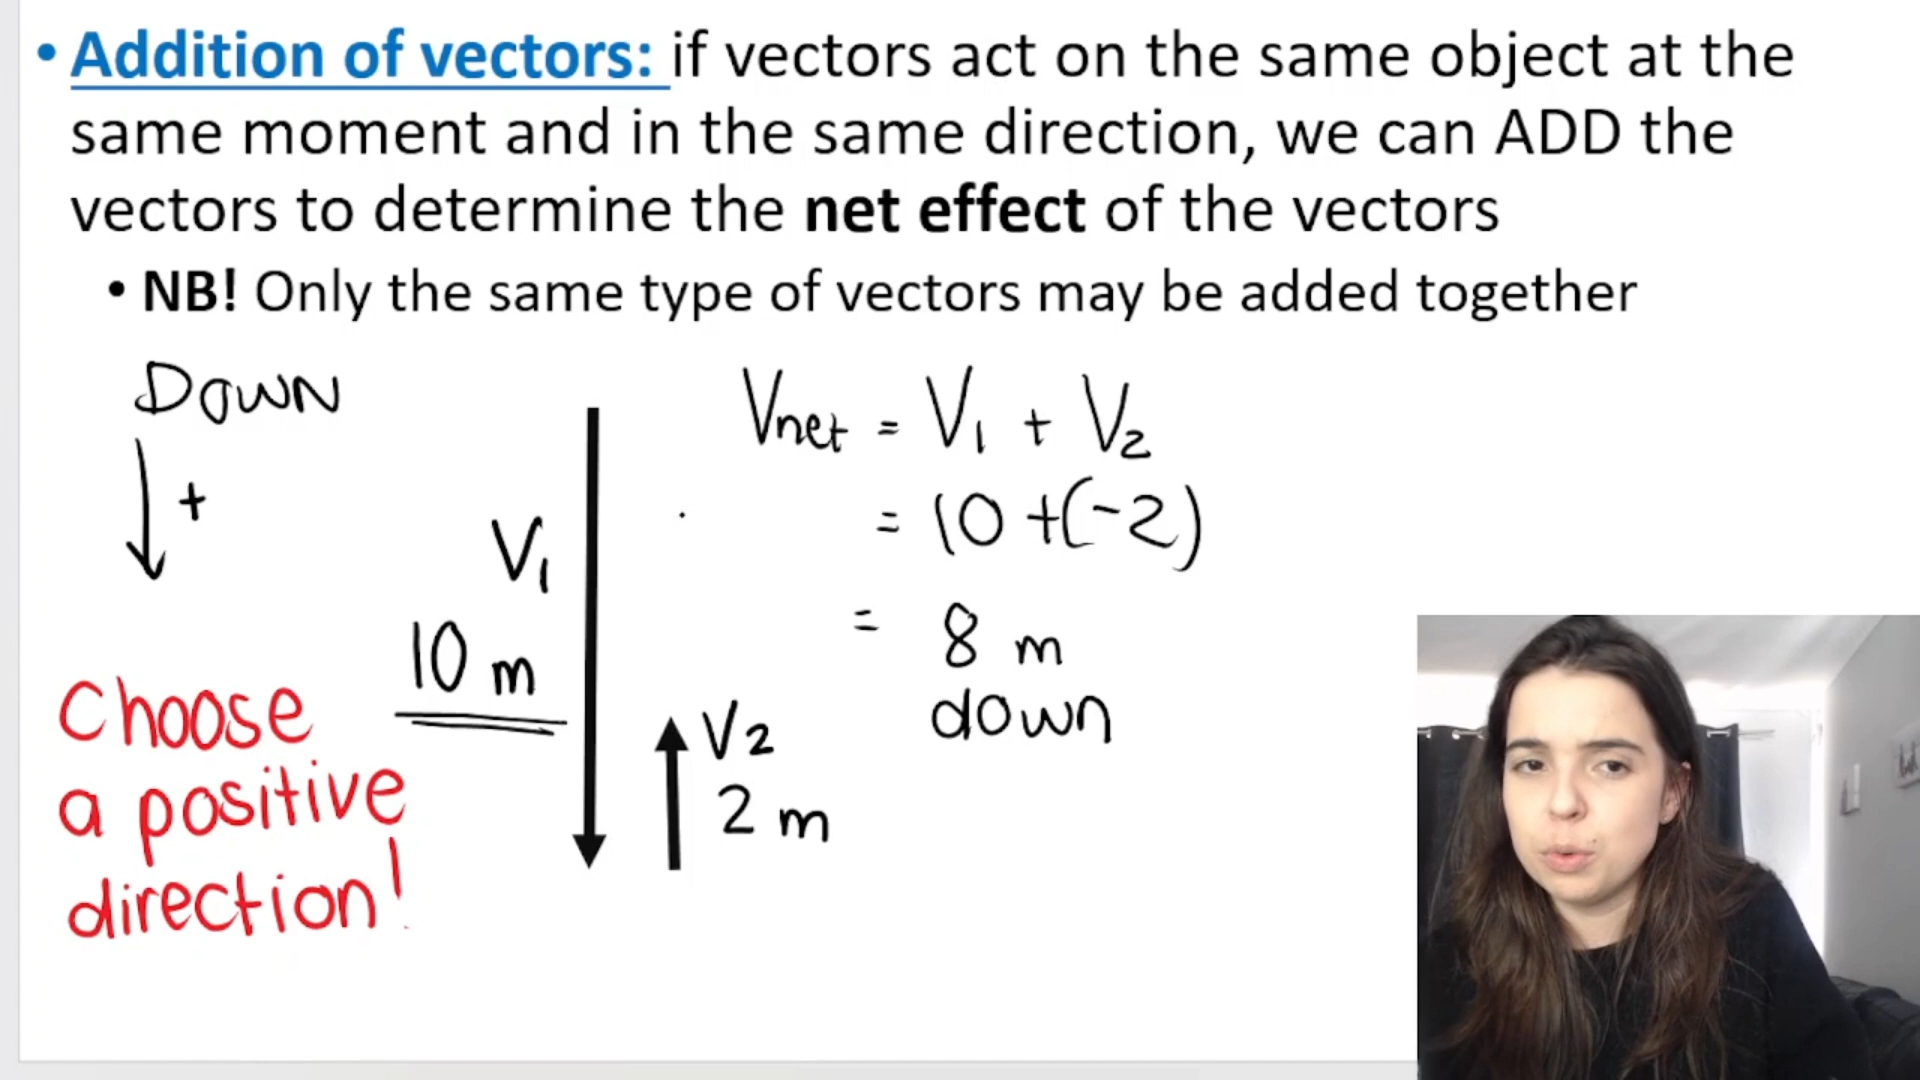 • Addition of vectors: if vectors act on the same object at the
same moment and in the same direction, we can ADD the
vectors to determine the net effect of the vectors
• NB! Only the same type of vectors may be added together
DOWN
+
Choose
a positive
direction!
V₁
10 m
V₂
2 m
Vnet = V₁ + V₂
= 10 + (-2)
= 8 m
down